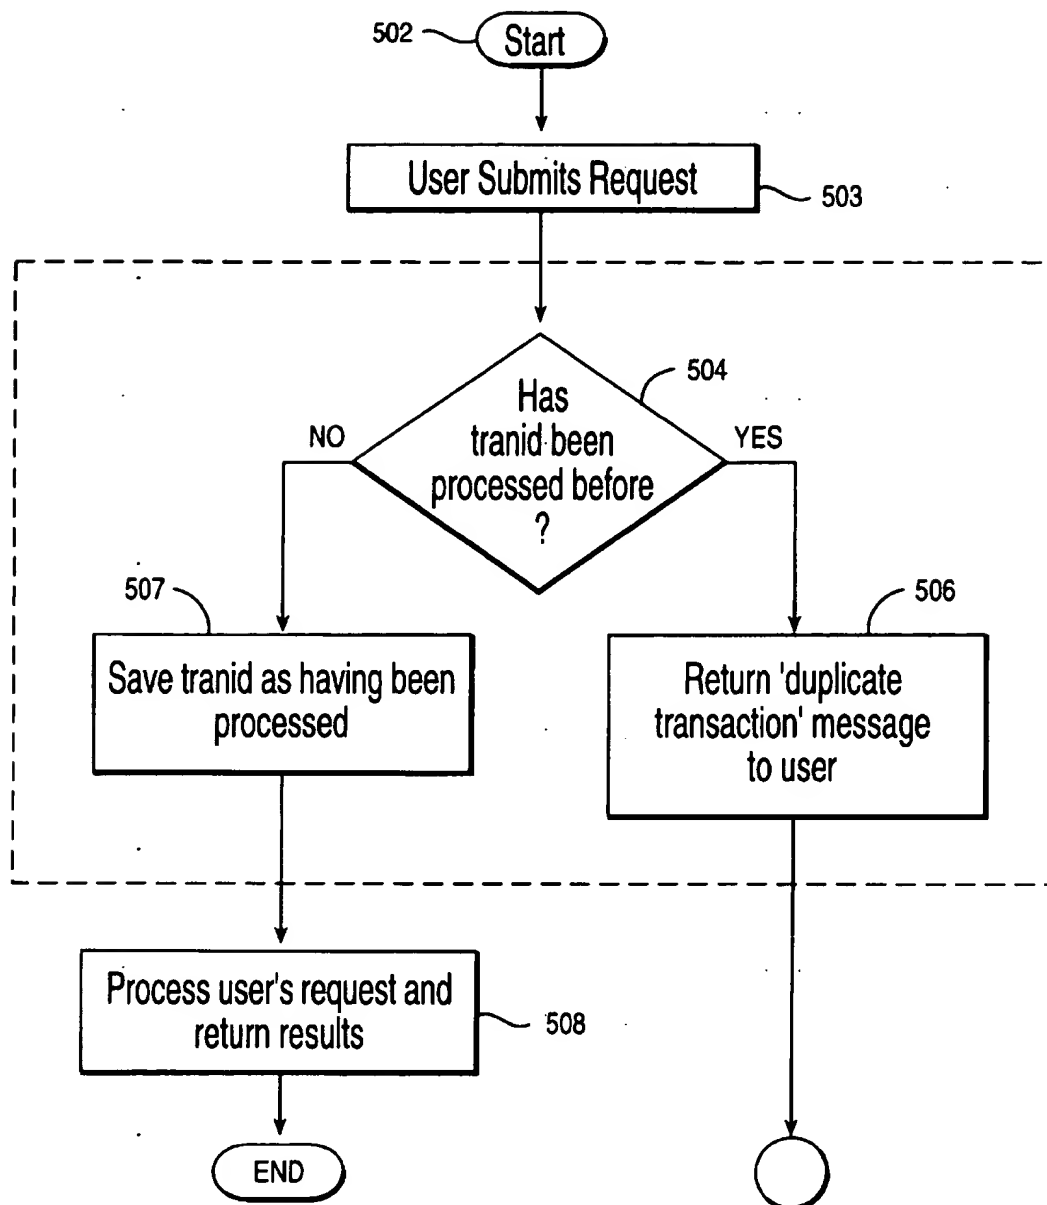 502
Start
User Submits Request
503
504
Has
tranid been
processed before
?
NO
YES
507
506
Save tranid as having been
processed
Return 'duplicate
transaction' message
to user
Process user's request and
return results
508
END